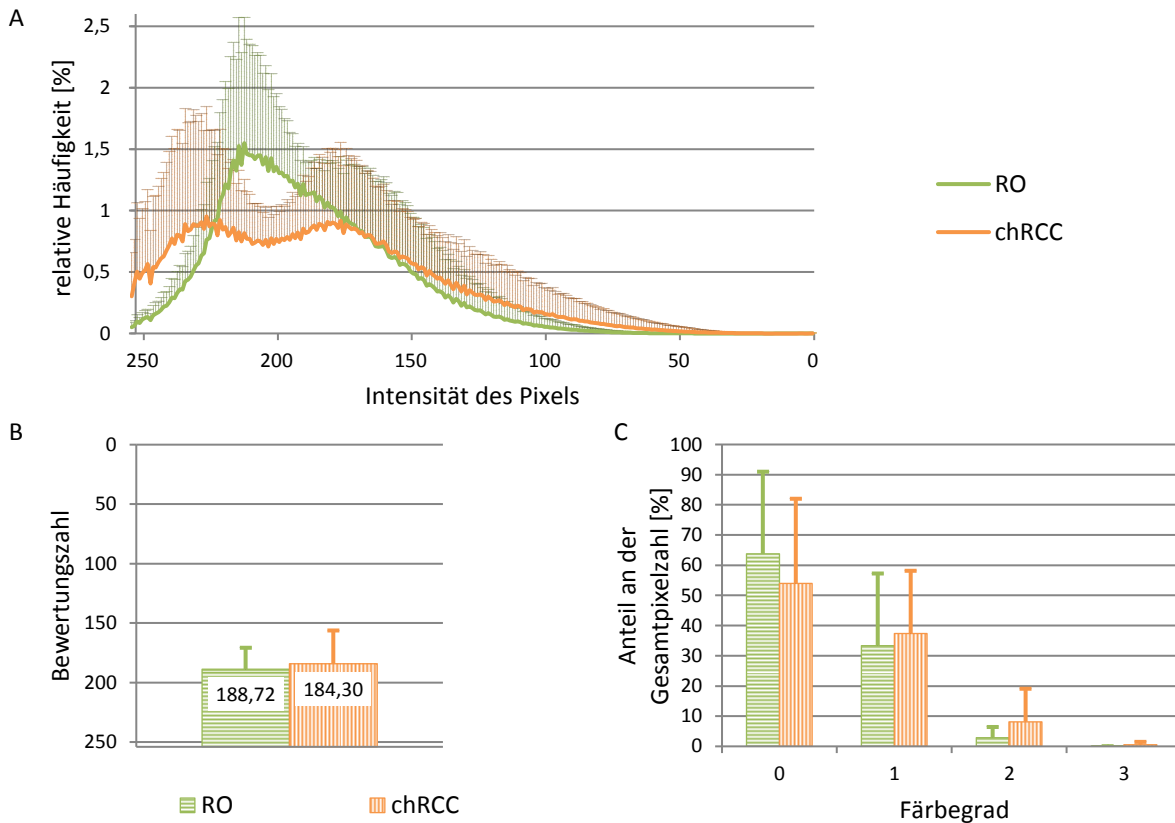 A
relative Häufigkeit [%]
2,5
2
1,5
1
0,5
0
250
200
150
100
50
0
Intensität des Pixels
RO
chRCC
B
Bewertungszahl
0
50
100
150
200
250
188,72
184,30
RO
chRCC
C
Anteil an der
Gesamtpixelzahl [%]
100
90
80
70
60
50
40
30
20
10
0
0
1
2
3
Färbegrad